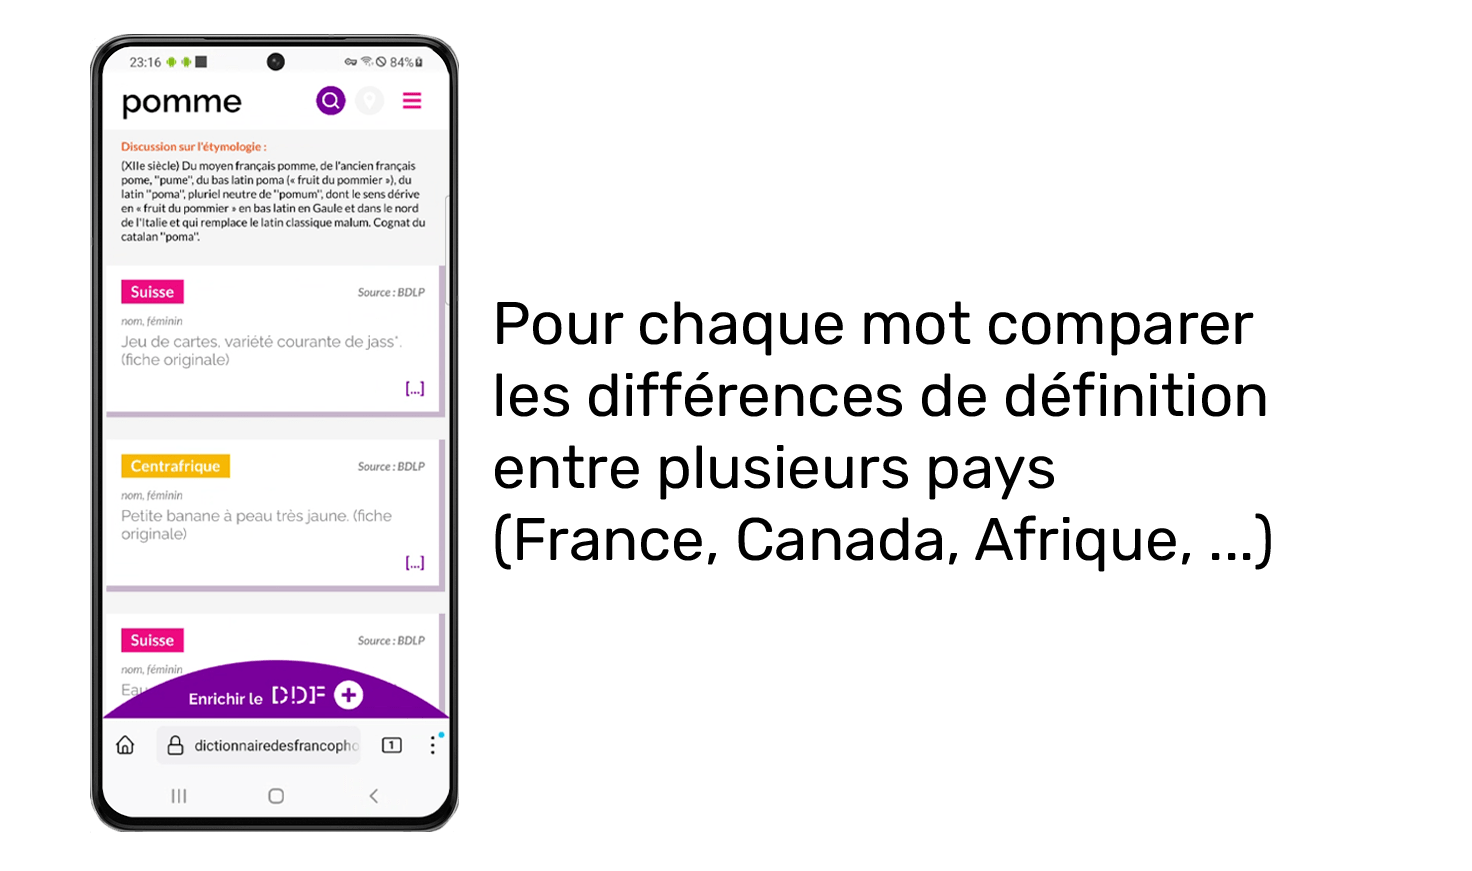 23:16
84%
pomme
Discussion sur l'étymologie :
(XIIe siècle) Du moyen français pomme, de l'ancien français
pome, "pume", du bas latin poma (« fruit du pommier »), du
latin "poma", pluriel neutre de "pomum", dont le sens dérive
en « fruit du pommier » en bas latin en Gaule et dans le nord
de l'Italie et qui remplace le latin classique malum. Cognat du
catalan "poma".
Suisse
Source : BDLP
nom, féminin
Jeu de cartes, variété courante de jass*.
(fiche originale)
[...]
Centrafrique
Source : BDLP
nom, féminin
Petite banane à peau très jaune. (fiche
originale)
[...]
Suisse
Source : BDLP
nom, féminin
Eau
Enrichir le DDF +
dictionnairedesfrancopho
1
Pour chaque mot comparer
les différences de définition
entre plusieurs pays
(France, Canada, Afrique, ...)